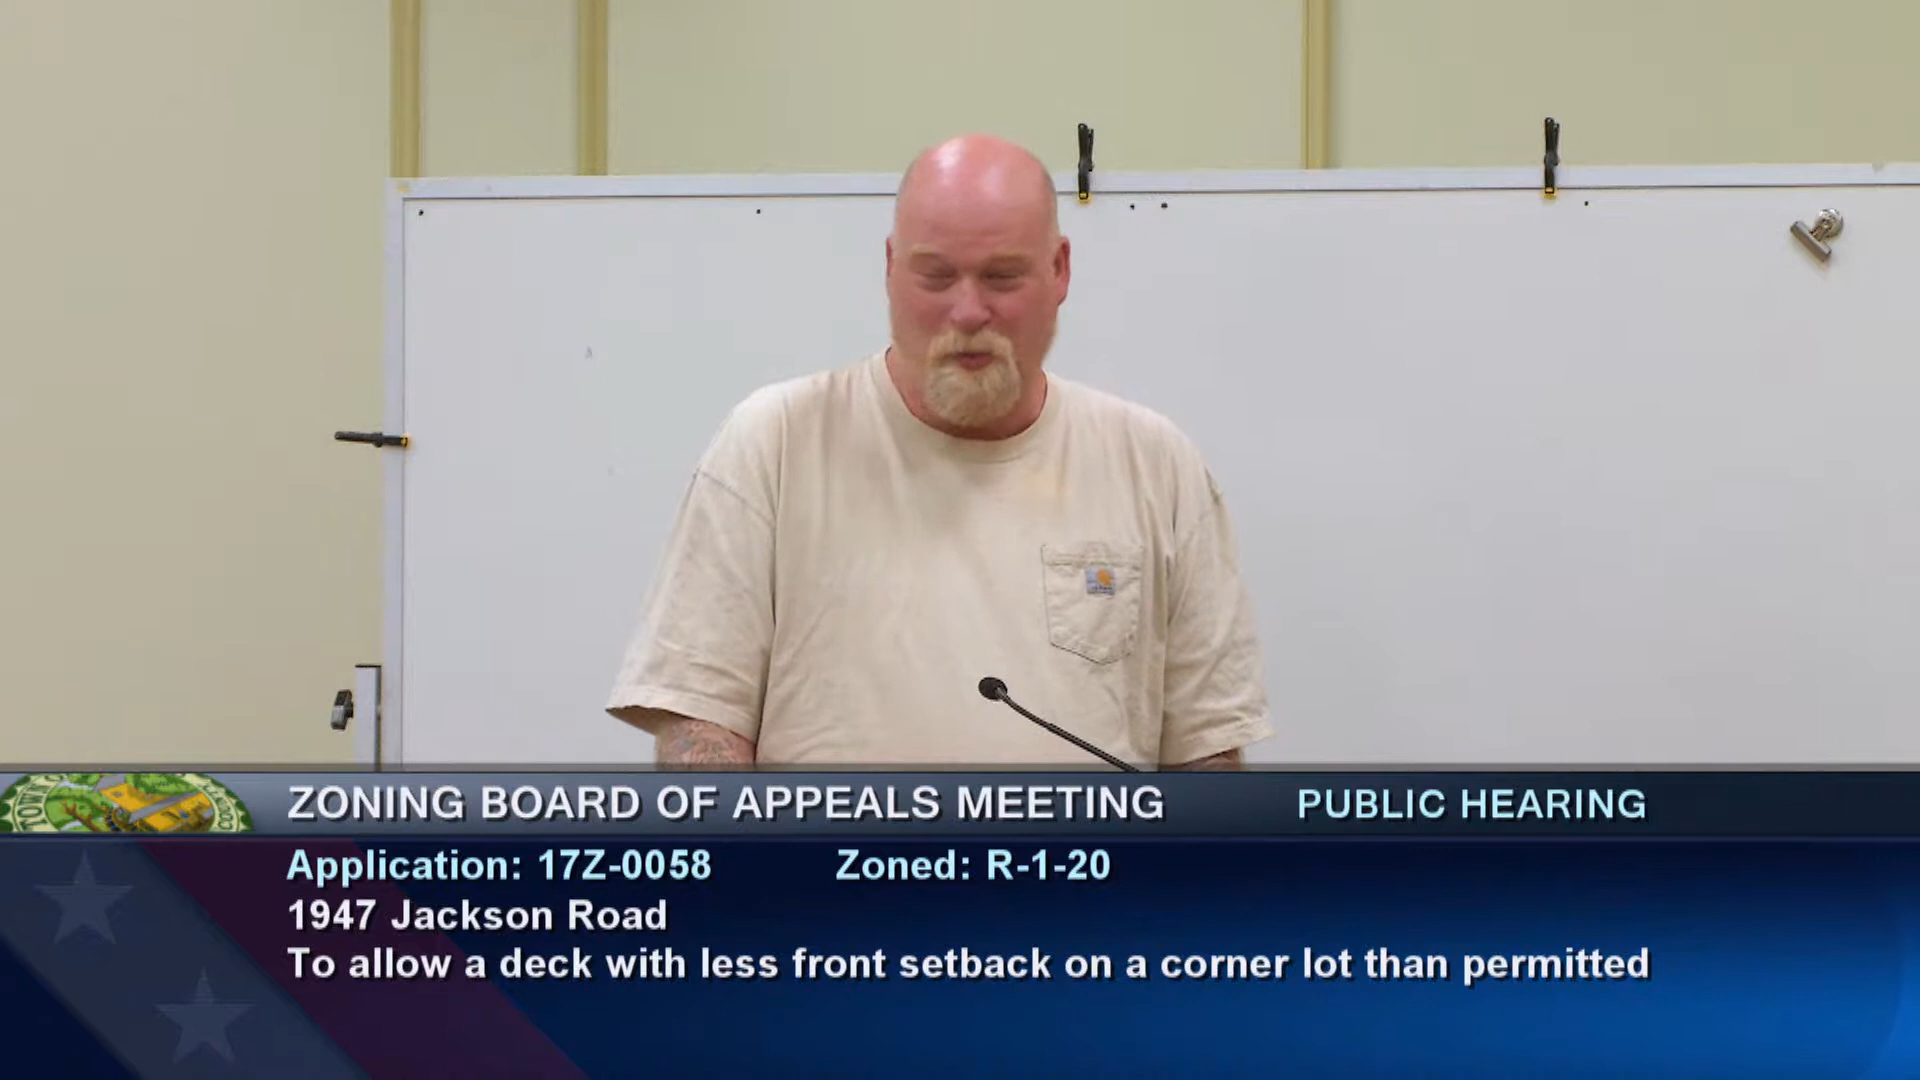 ZONING BOARD OF APPEALS MEETING PUBLIC HEARING
TOWN O
Application: 17Z-0058 Zoned: R-1-20
1947 Jackson Road
To allow a deck with less front setback on a corner lot than permitted